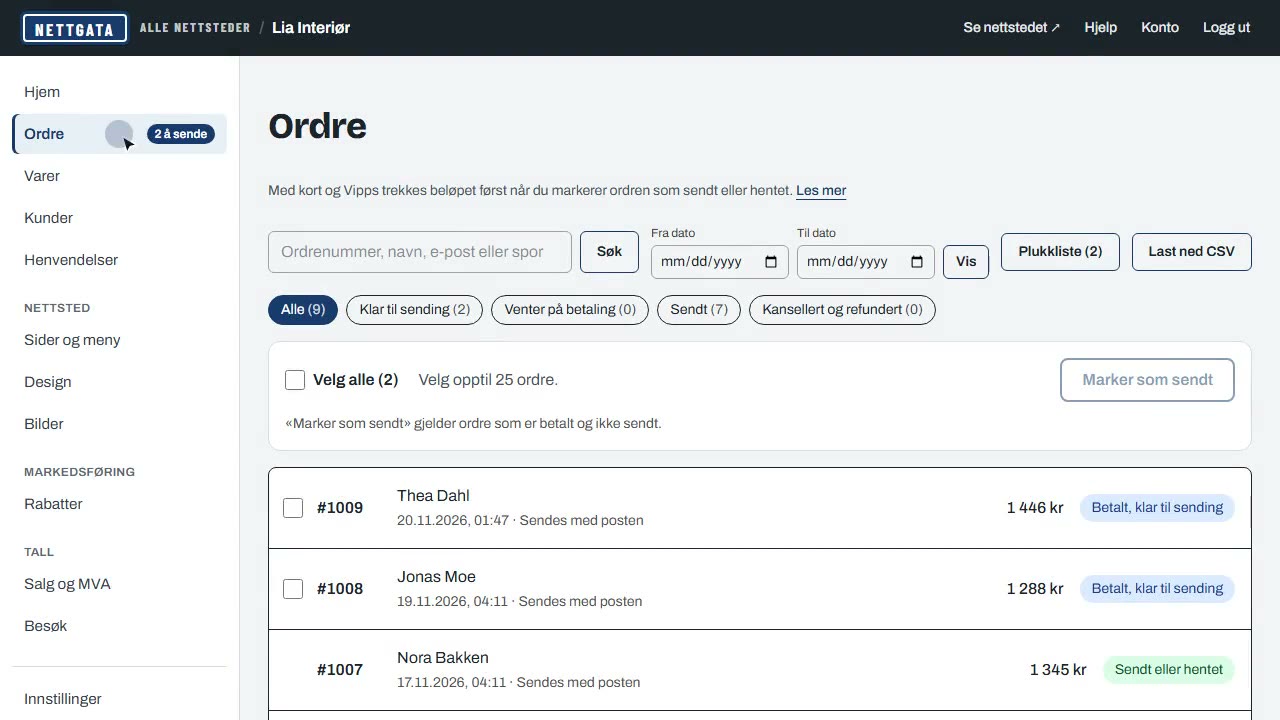 NETTGATA ALLE NETTSTEDER / Lia Interiør Se nettstedet ↗ Hjelp Konto Logg ut
Hjem
Ordre 2 å sende
Varer
Kunder
Henvendelser
NETTSTED
Sider og meny
Design
Bilder
MARKEDSFØRING
Rabatter
TALL
Salg og MVA
Besøk
Innstillinger
Ordre
Med kort og Vipps trekkes beløpet først når du markerer ordren som sendt eller hentet. Les mer
Fra dato Til dato
Ordrenummer, navn, e-post eller spor Søk mm/dd/yyyy mm/dd/yyyy Vis Plukkliste (2) Last ned CSV
Alle (9) Klar til sending (2) Venter på betaling (0) Sendt (7) Kansellert og refundert (0)
Velg alle (2) Velg opptil 25 ordre. Marker som sendt
«Marker som sendt» gjelder ordre som er betalt og ikke sendt.
Thea Dahl
#1009 1 446 kr Betalt, klar til sending
20.11.2026, 01:47 · Sendes med posten
Jonas Moe
#1008 1 288 kr Betalt, klar til sending
19.11.2026, 04:11 · Sendes med posten
Nora Bakken
#1007 1 345 kr Sendt eller hentet
17.11.2026, 04:11 · Sendes med posten